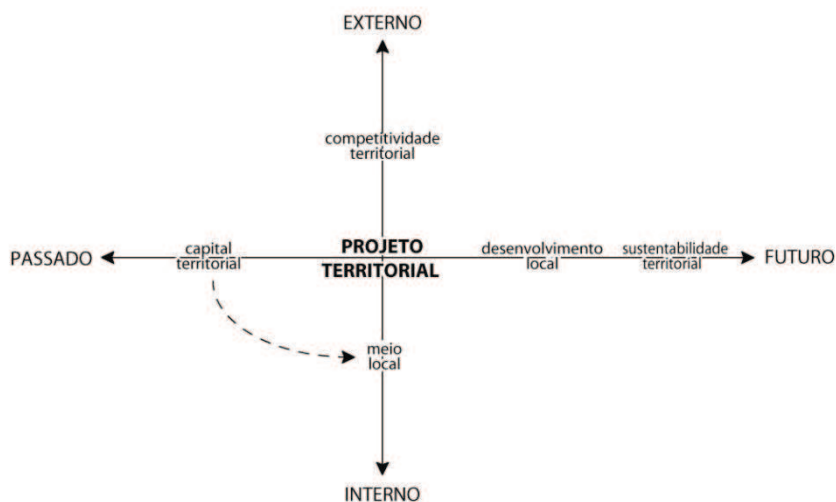 EXTERNO
competitividade
territorial
PASSADO
capital
territorial
PROJETO
TERRITORIAL
desenvolvimento
local
sustentabilidade
territorial
FUTURO
meio
local
INTERNO